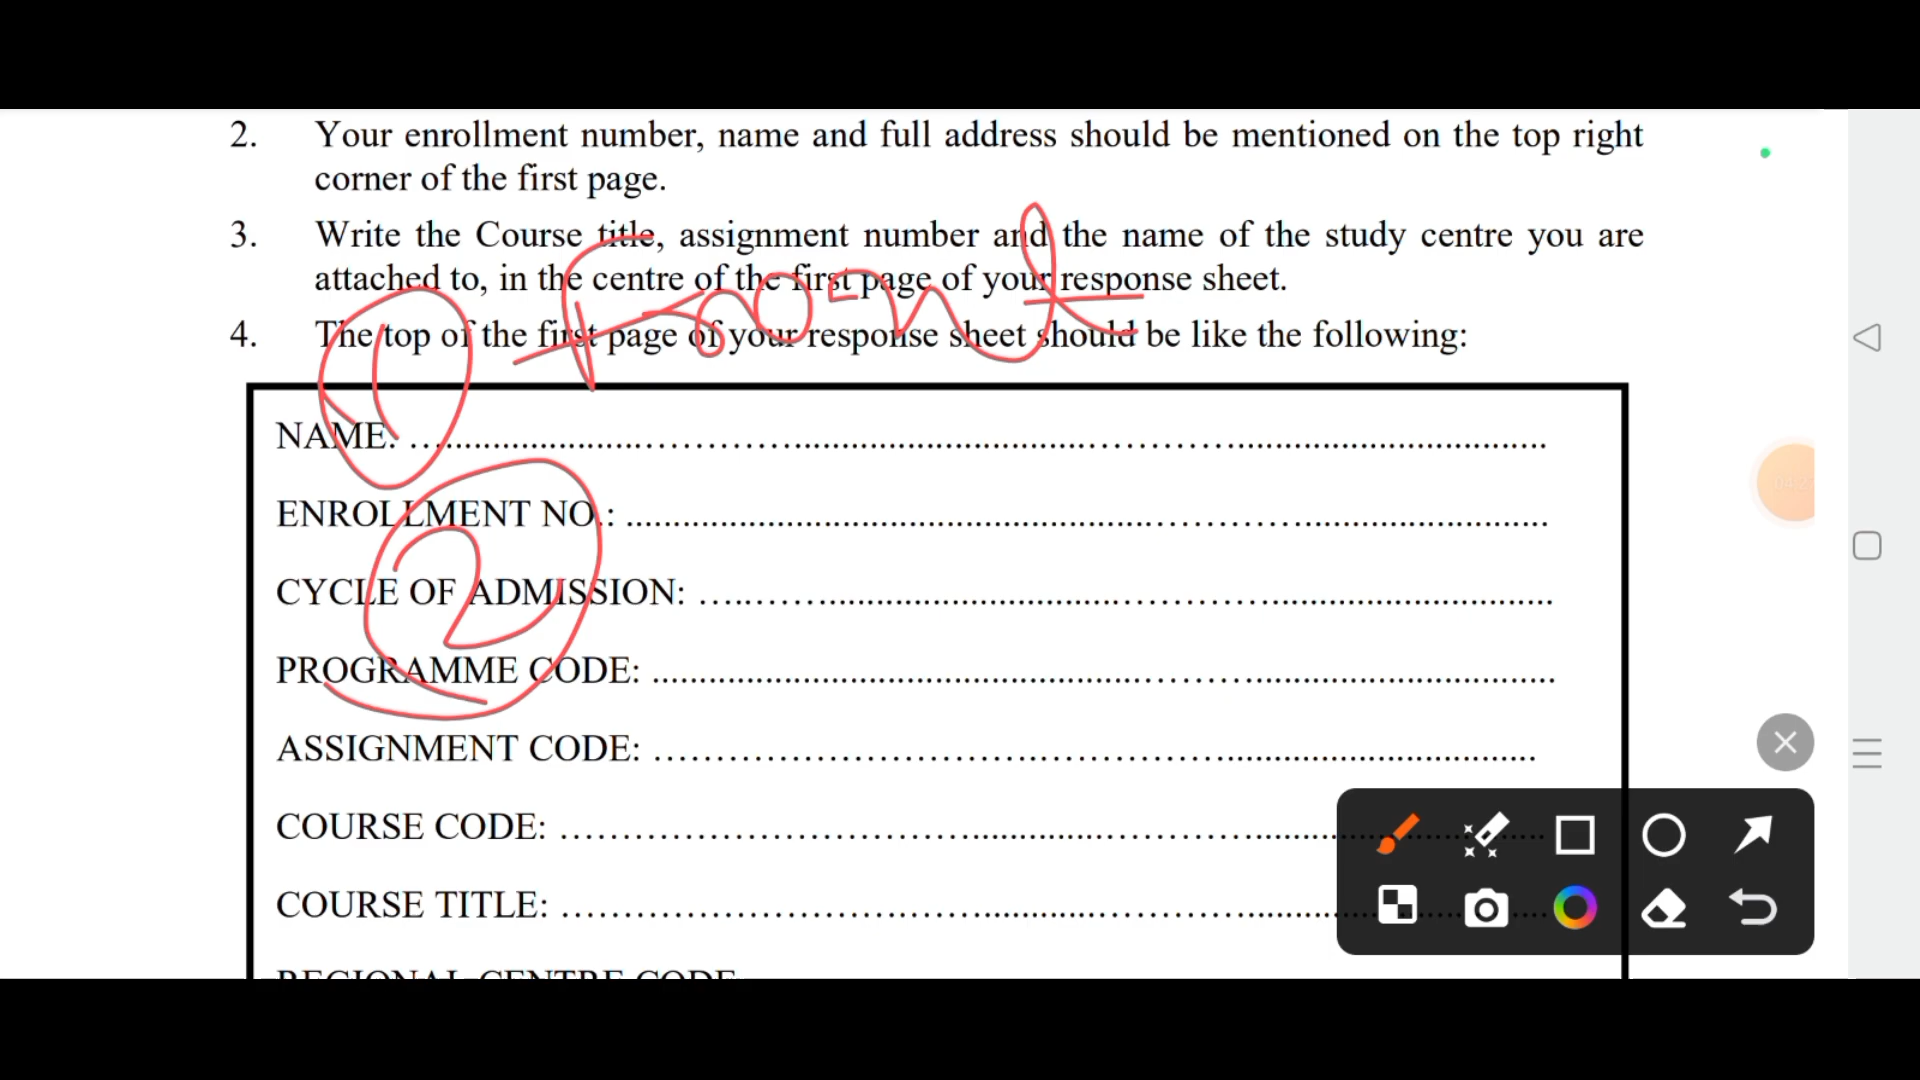 2. Your enrollment number, name and full address should be mentioned on the top right
corner of the first page.
3. Write the Course title, assignment number and the name of the study centre you are
attached to, in the centre of the first page of your response sheet.
4. The top of the first page of your response sheet should be like the following:
① Front
NAME: ........................................................................
ENROLLMENT NO.: ........................................................................
②
CYCLE OF ADMISSION: ........................................................................
PROGRAMME CODE: ........................................................................
ASSIGNMENT CODE: ........................................................................
COURSE CODE: ........................................................................
COURSE TITLE: ........................................................................
REGIONAL CENTRE CODE: